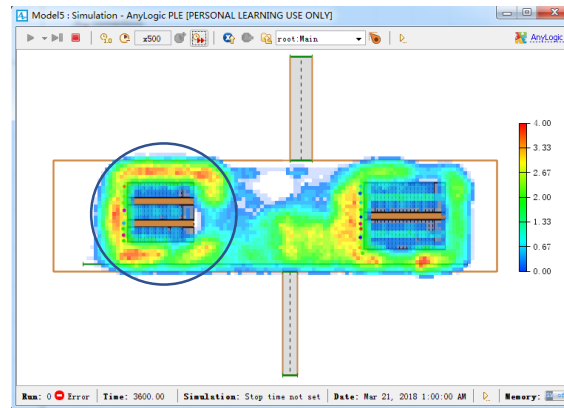 Model5 : Simulation - AnyLogic PLE [PERSONAL LEARNING USE ONLY]
x500
root:Main
AnyLogic
4.00
3.33
2.67
2.00
1.33
0.67
0.00
Run: 0 Error Time: 3600.00 Simulation: Stop time not set Date: Mar 21, 2018 1:00:00 AM Memory: